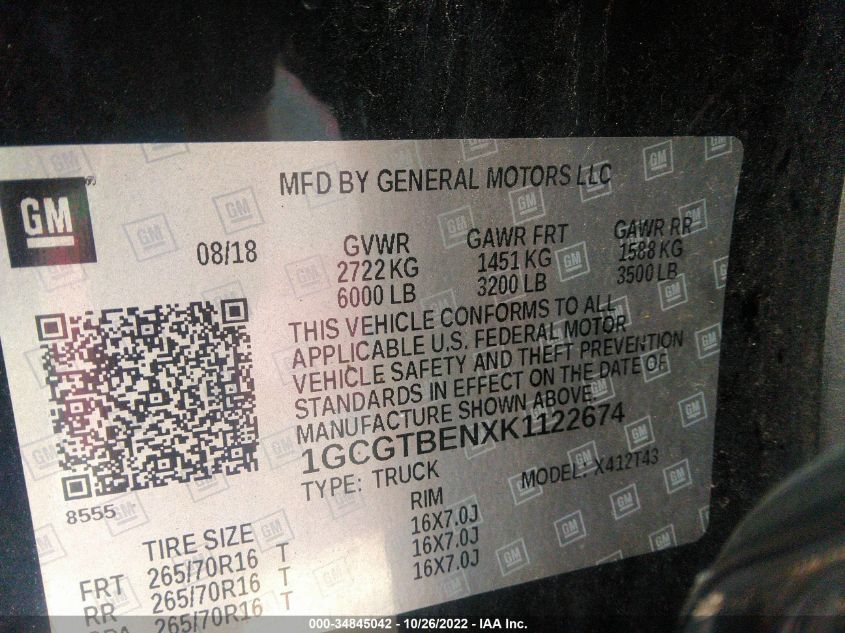 MFD BY GENERAL MOTORS LLC
GM
08/18
GVWR
2722 KG
6000 LB
GAWR FRT
1451 KG
3200 LB
GAWR RR
1588 KG
3500 LB
THIS VEHICLE CONFORMS TO ALL
APPLICABLE U.S. FEDERAL MOTOR
VEHICLE SAFETY AND THEFT PREVENTION
STANDARDS IN EFFECT ON THE DATE OF
MANUFACTURE SHOWN ABOVE.
1GCGTBENXK1122674
TYPE: TRUCK
MODEL: X412T43
8555
TIRE SIZE
RIM
FRT 265/70R16 T 16X7.0J
RR 265/70R16 T 16X7.0J
265/70R16 T 16X7.0J
000-34845042 - 10/26/2022 - IAA Inc.